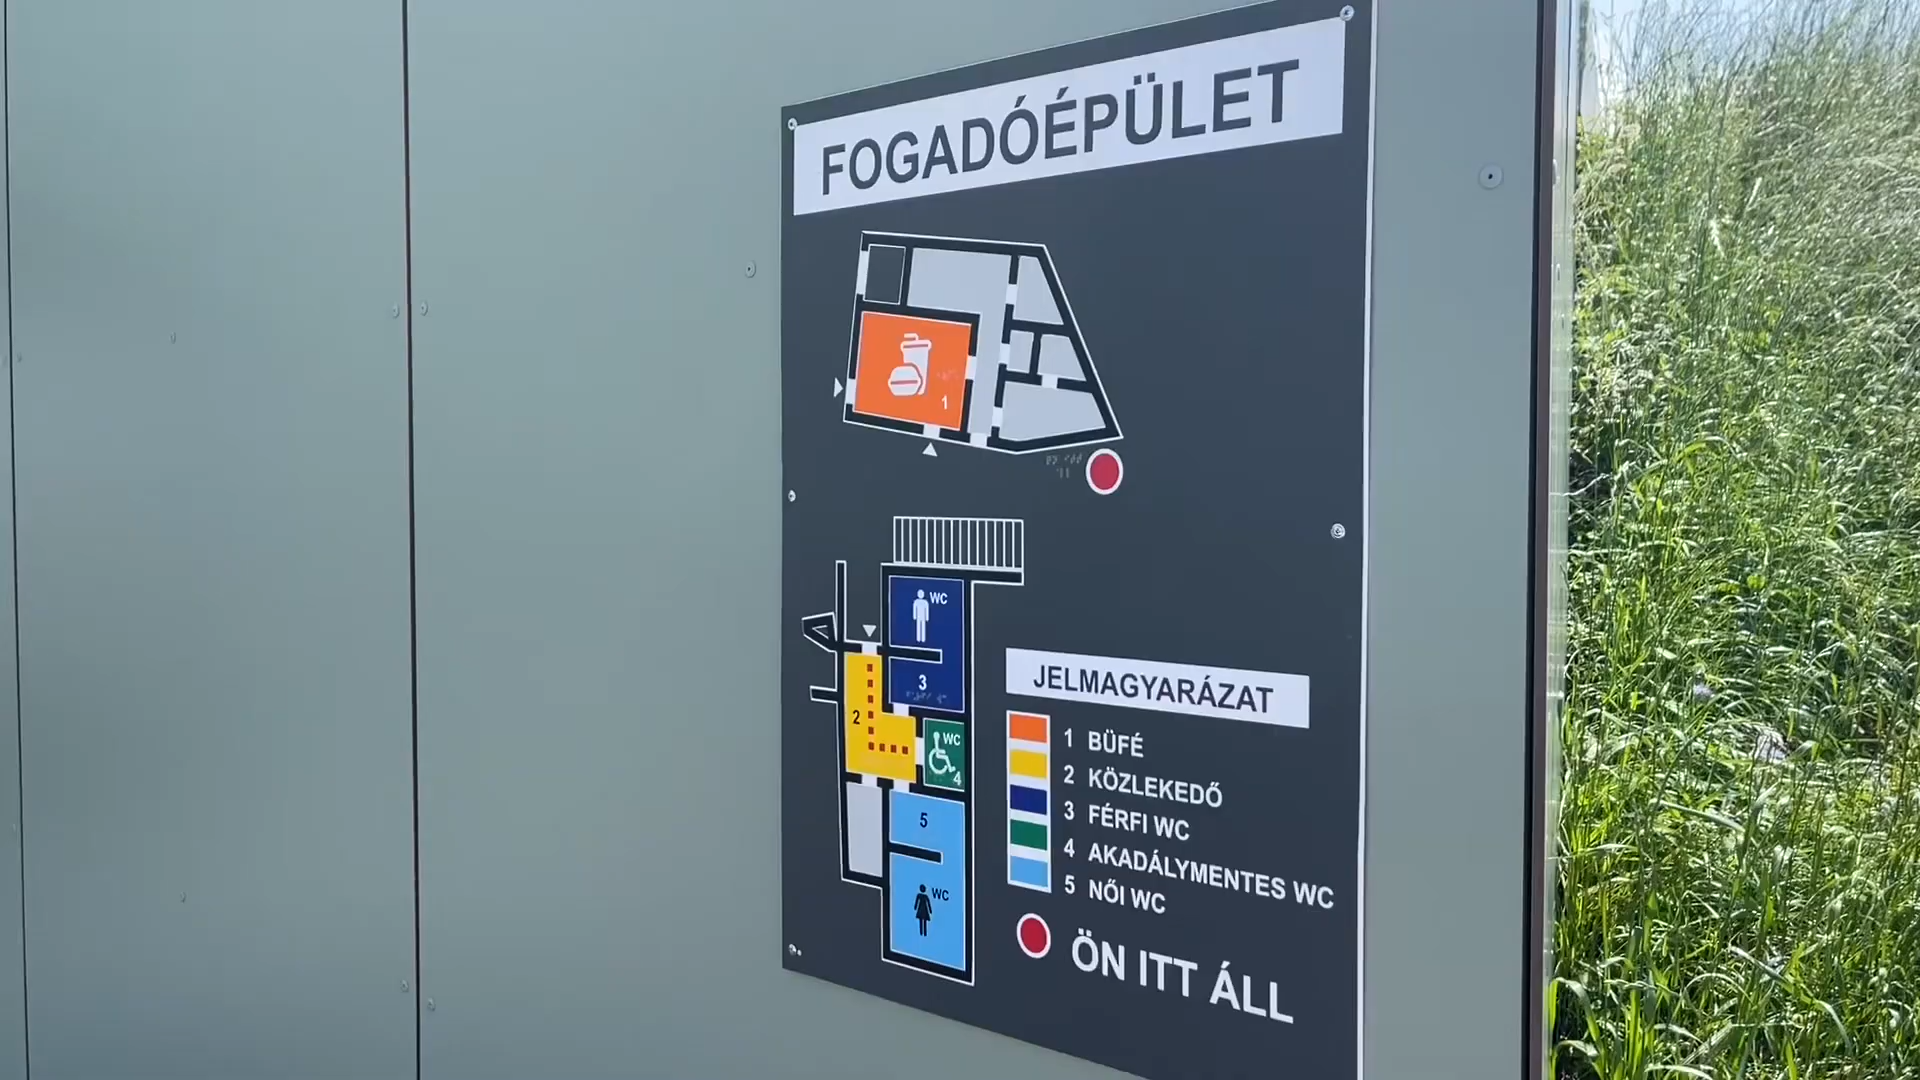 FOGADÓÉPÜLET
1
WC
3
2
WC
4
5
WC
JELMAGYARÁZAT
1 BÜFÉ
2 KÖZLEKEDŐ
3 FÉRFI WC
4 AKADÁLYMENTES WC
5 NŐI WC
ÖN ITT ÁLL